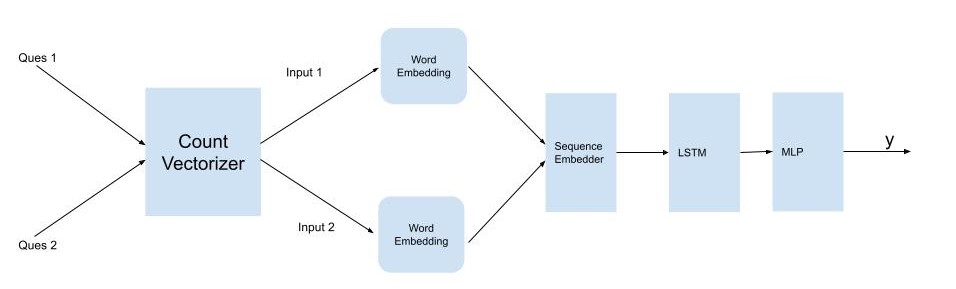 Ques 1
Ques 2
Count
Vectorizer
Input 1
Input 2
Word
Embedding
Word
Embedding
Sequence
Embedder
LSTM
MLP
y